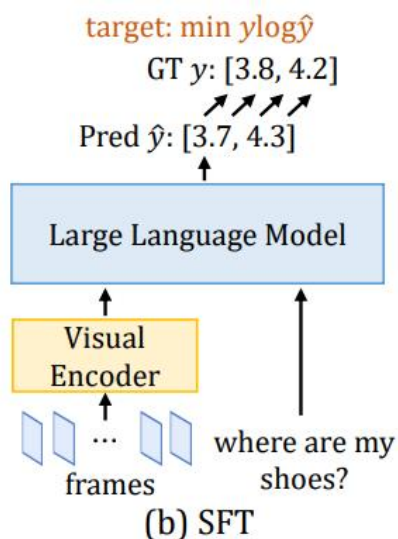 target: min ylogŷ
GT y: [3.8, 4.2]
Pred ŷ: [3.7, 4.3]
Large Language Model
Visual
Encoder
...
frames
where are my
shoes?
(b) SFT